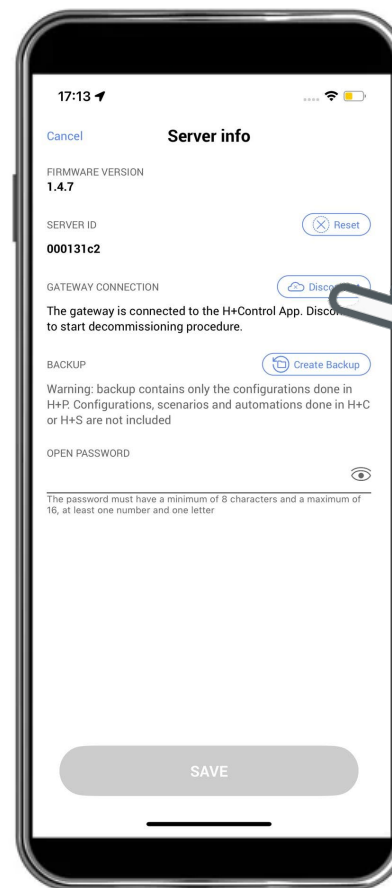 17:13
Cancel
Server info
FIRMWARE VERSION
1.4.7
SERVER ID
Reset
000131c2
GATEWAY CONNECTION
The gateway is connected to the H+Control App.
to start decommissioning procedure.
BACKUP
Create Backup
Warning: backup contains only the configurations done in
H+P. Configurations, scenarios and automations done in H+C
or H+S are not included
OPEN PASSWORD
The password must have a minimum of 8 characters and a maximum of
16, at least one number and one letter
SAVE